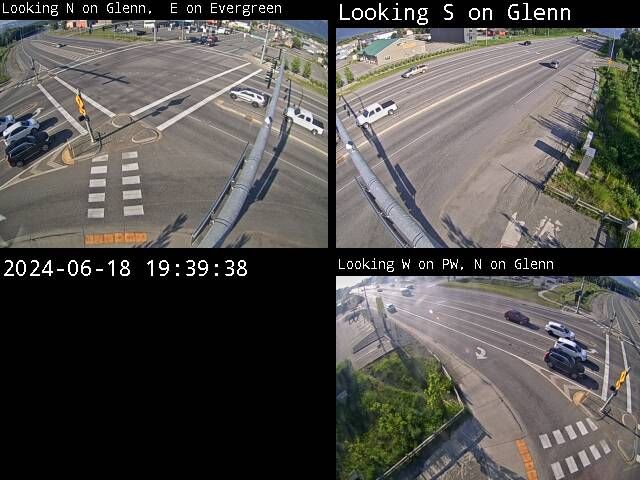 Looking N on Glenn,  E on Evergreen
Looking S on Glenn
2024-06-18 19:39:38
Looking W on PW, N on Glenn